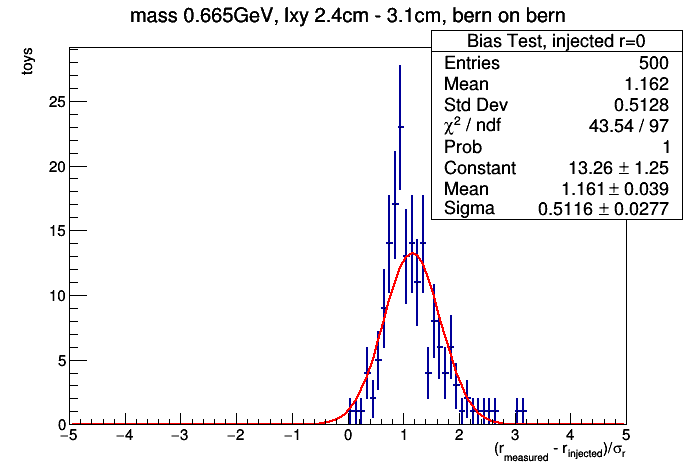 mass 0.665GeV, lxy 2.4cm - 3.1cm, bern on bern
Bias Test, injected r=0
Entries 500
Mean 1.162
Std Dev 0.5128
χ² / ndf 43.54 / 97
Prob 1
Constant 13.26 ± 1.25
Mean 1.161 ± 0.039
Sigma 0.5116 ± 0.0277
toys
25
20
15
10
5
0
−5 −4 −3 −2 −1 0 1 2 3 4 5
(r_measured - r_injected)/σ_r